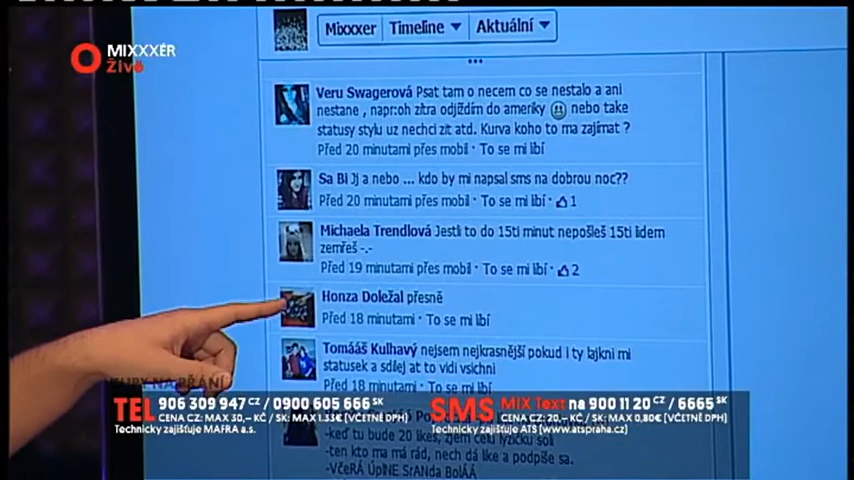 Mixxxer Timeline Aktuální
MIXXXÉR
Živě
Veru Swagerová Psat tam o necem co se nestalo a ani
nestane , napr:oh zítra odjíždím do ameriky nebo take
statusy stylu uz nechci zit atd. Kurva koho to ma zajímat ?
Před 20 minutami přes mobil · To se mi líbí
Sa Bi Jj a nebo ... kdo by mi napsal sms na dobrou noc??
Před 20 minutami přes mobil · To se mi líbí · 1
Michaela Trendlová Jestli to do 15ti minut nepošleš 15ti lidem
zemřeš -.-
Před 19 minutami přes mobil · To se mi líbí · 2
Honza Doležal přesně
Před 18 minutami · To se mi líbí
Tomááš Kulhavý nejsem nejkrasnější pokud i ty lajkni mi
statusek a sdilej at to vidi vsichni
Před 18 minutami · To se mi líbí
KLIPY NA PŘÁNÍ
TEL 906 309 947 CZ / 0900 605 666 SK
CENA CZ: MAX 30,- KČ / SK: MAX 1.33€ (VČETNĚ DPH)
Technicky zajišťuje MAFRA a.s.
SMS MIX Text na 900 11 20 CZ / 6665 SK
CENA CZ: 20,- KČ / SK: MAX 0,80€ (VČETNĚ DPH)
Technicky zajišťuje ATS (www.atspraha.cz)
-keď tu bude 20 likes, zjem celú lyžičku soli
-ten kto ma má rád, nech dá like a podpíše sa.
-VčeRÁ ÚplNE SrANda BoláÁ